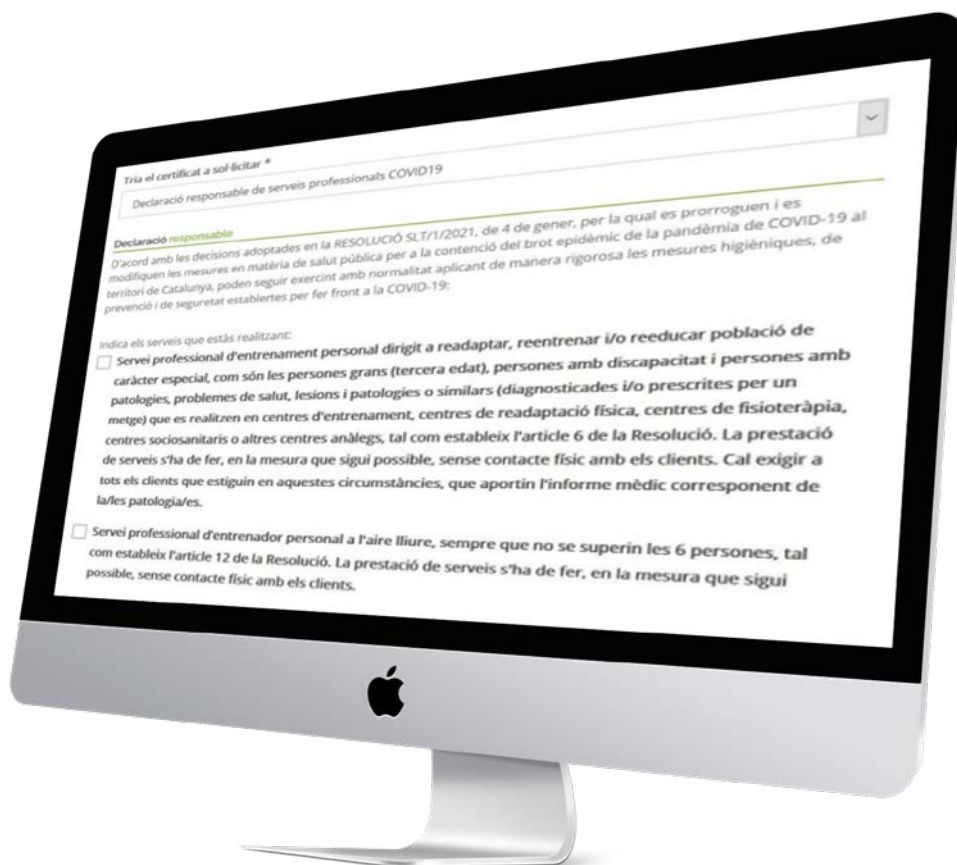 Tria el certificat a sol·licitar *
Declaració responsable de serveis professionals COVID19
Declaració responsable
D'acord amb les decisions adoptades en la RESOLUCIÓ SLT/1/2021, de 4 de gener, per la qual es prorroguen i es
modifiquen les mesures en matèria de salut pública per a la contenció del brot epidèmic de la pandèmia de COVID-19 al
territori de Catalunya, poden seguir exercint amb normalitat aplicant de manera rigorosa les mesures higièniques, de
prevenció i de seguretat establertes per fer front a la COVID-19:
Indica els serveis que estàs realitzant:
Servei professional d'entrenament personal dirigit a readaptar, reentrenar i/o reeducar població de
caràcter especial, com són les persones grans (tercera edat), persones amb discapacitat i persones amb
patologies, problemes de salut, lesions i patologies o similars (diagnosticades i/o prescrites per un
metge) que es realitzen en centres d'entrenament, centres de readaptació física, centres de fisioteràpia,
centres sociosanitaris o altres centres anàlegs, tal com estableix l'article 6 de la Resolució. La prestació
de serveis s'ha de fer, en la mesura que sigui possible, sense contacte físic amb els clients. Cal exigir a
tots els clients que estiguin en aquestes circumstàncies, que aportin l'informe mèdic corresponent de
la/les patologia/es.
Servei professional d'entrenador personal a l'aire lliure, sempre que no se superin les 6 persones, tal
com estableix l'article 12 de la Resolució. La prestació de serveis s'ha de fer, en la mesura que sigui
possible, sense contacte físic amb els clients.